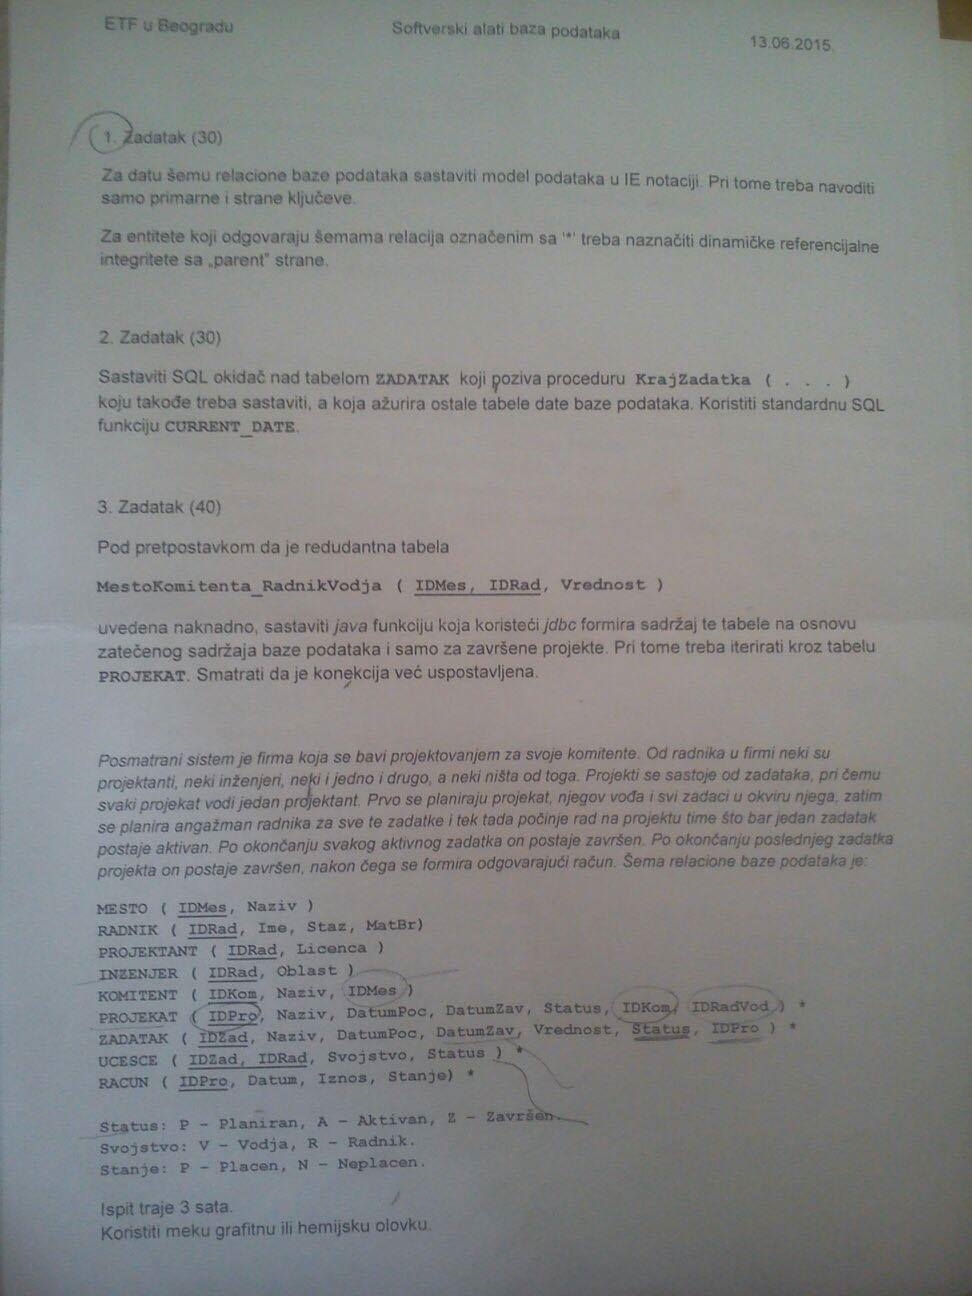 ETF u Beogradu
Softverski alati baza podataka
13.06.2015.
1. Zadatak (30)
Za datu šemu relacione baze podataka sastaviti model podataka u IE notaciji. Pri tome treba navoditi
samo primarne i strane ključeve.
Za entitete koji odgovaraju šemama relacija označenim sa '*' treba naznačiti dinamičke referencijalne
integritete sa „parent" strane.
2. Zadatak (30)
Sastaviti SQL okidač nad tabelom ZADATAK koji poziva proceduru KrajZadatka ( . . . )
koju takođe treba sastaviti, a koja ažurira ostale tabele date baze podataka. Koristiti standardnu SQL
funkciju CURRENT_DATE.
3. Zadatak (40)
Pod pretpostavkom da je redudantna tabela
MestoKomitenta_RadnikVodja ( IDMes, IDRad, Vrednost )
uvedena naknadno, sastaviti java funkciju koja koristeći jdbc formira sadržaj te tabele na osnovu
zatečenog sadržaja baze podataka i samo za završene projekte. Pri tome treba iterirati kroz tabelu
PROJEKAT. Smatrati da je konekcija već uspostavljena.
Posmatrani sistem je firma koja se bavi projektovanjem za svoje komitente. Od radnika u firmi neki su
projektanti, neki inženjeri, neki i jedno i drugo, a neki ništa od toga. Projekti se sastoje od zadataka, pri čemu
svaki projekat vodi jedan projektant. Prvo se planiraju projekat, njegov vođa i svi zadaci u okviru njega, zatim
se planira angažman radnika za sve te zadatke i tek tada počinje rad na projektu time što bar jedan zadatak
postaje aktivan. Po okončanju svakog aktivnog zadatka on postaje završen. Po okončanju poslednjeg zadatka
projekta on postaje završen, nakon čega se formira odgovarajući račun. Šema relacione baze podataka je:
MESTO ( IDMes, Naziv )
RADNIK ( IDRad, Ime, Staz, MatBr)
PROJEKTANT ( IDRad, Licenca )
INZENJER ( IDRad, Oblast )
KOMITENT ( IDKom, Naziv, IDMes )
PROJEKAT ( IDPro, Naziv, DatumPoc, DatumZav, Status, IDKom, IDRadVod ) *
ZADATAK ( IDZad, Naziv, DatumPoc, DatumZav, Vrednost, Status, IDPro ) *
UCESCE ( IDZad, IDRad, Svojstvo, Status ) *
RACUN ( IDPro, Datum, Iznos, Stanje) *
Status: P - Planiran, A - Aktivan, Z - Završen.
Svojstvo: V - Vodja, R - Radnik.
Stanje: P - Placen, N - Neplacen.
Ispit traje 3 sata.
Koristiti meku grafitnu ili hemijsku olovku.